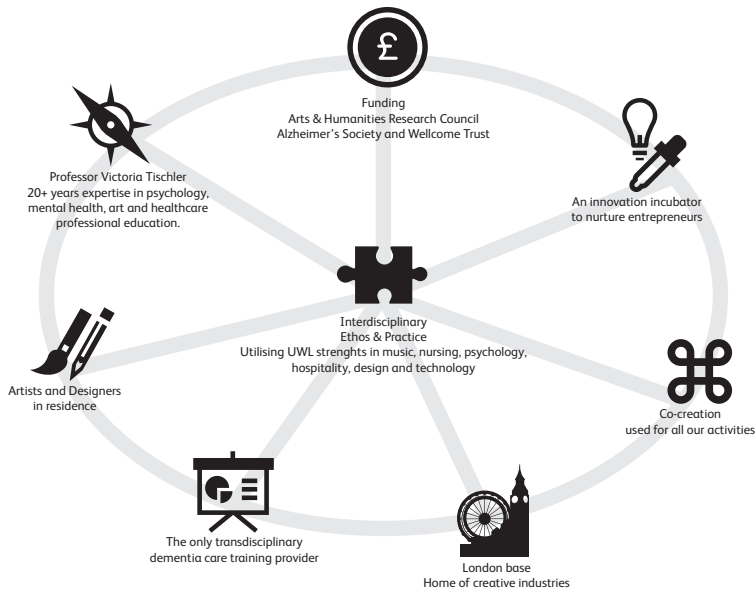 £
Funding
Arts & Humanities Research Council
Alzheimer's Society and Wellcome Trust
Professor Victoria Tischler
20+ years expertise in psychology,
mental health, art and healthcare
professional education.
An innovation incubator
to nurture entrepreneurs
Interdisciplinary
Ethos & Practice
Utilising UWL strenghts in music, nursing, psychology,
hospitality, design and technology
Artists and Designers
in residence
Co-creation
used for all our activities
The only transdisciplinary
dementia care training provider
London base
Home of creative industries